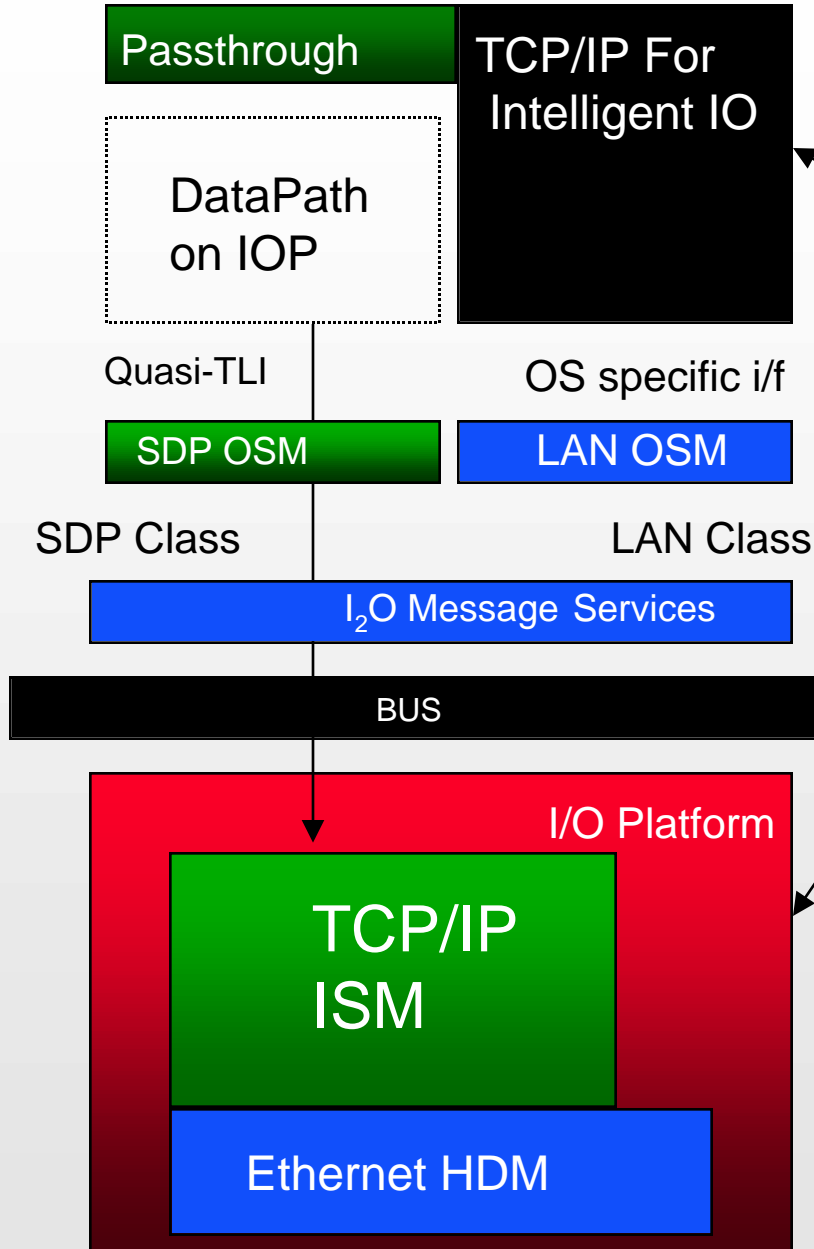 Passthrough
TCP/IP For
Intelligent IO
DataPath
on IOP
Quasi-TLI
OS specific i/f
SDP OSM
LAN OSM
SDP Class
LAN Class
I₂O Message Services
BUS
I/O Platform
TCP/IP
ISM
Ethernet HDM